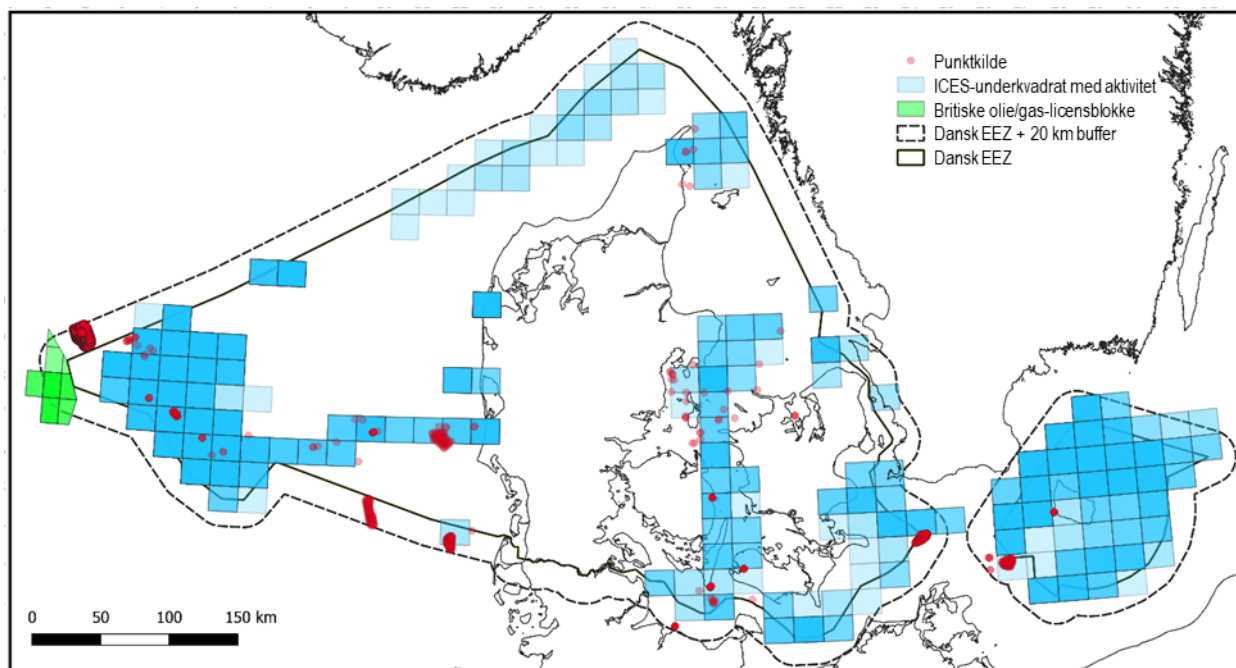 Punktkilde
ICES-underkvadrat med aktivitet
Britiske olie/gas-licensblokke
Dansk EEZ + 20 km buffer
Dansk EEZ
0 50 100 150 km